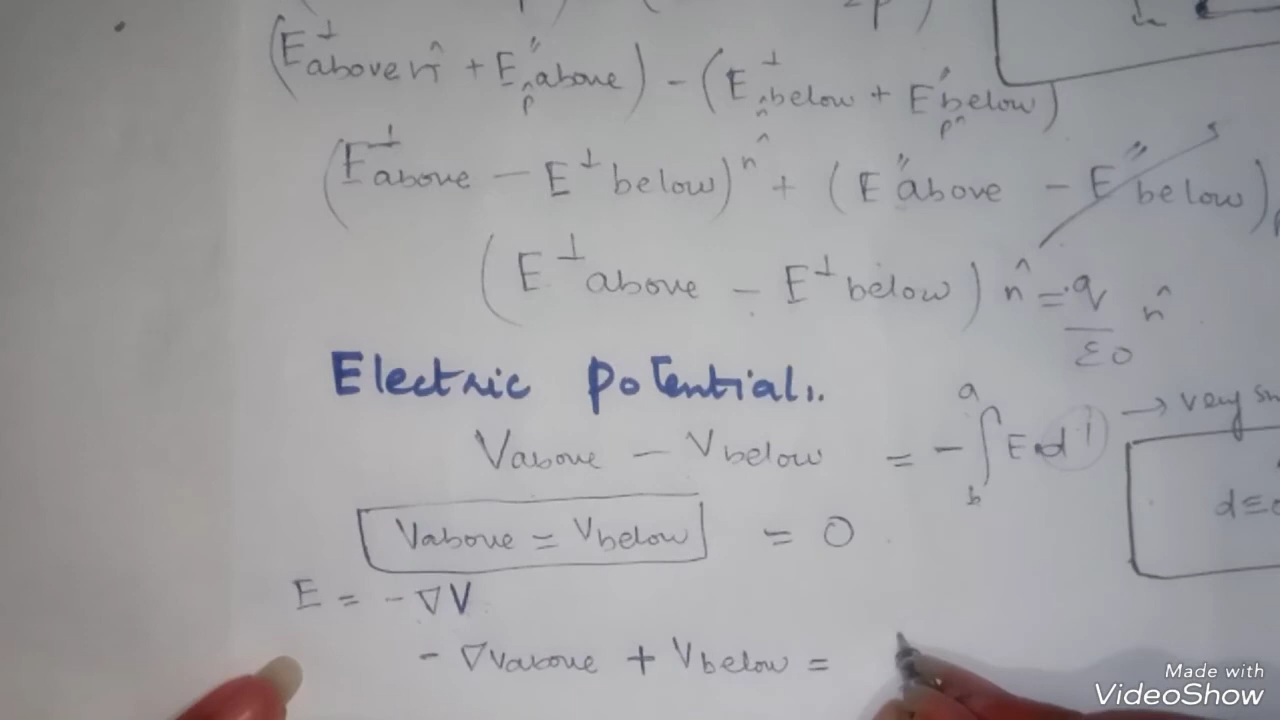 (E⊥above n̂ + E″above p̂) - (E⊥below n̂ + E″below p̂)
(E⊥above - E⊥below) n̂ + (E″above - E″below)
(E⊥above - E⊥below) n̂ = q/ε0 n̂
Electric Potential..
Vabove - Vbelow = - ∫ₐᵇ E.dl → very
Vabove = Vbelow = 0
E = - ∇V
- ∇Vabove + Vbelow =
Made with
VideoShow